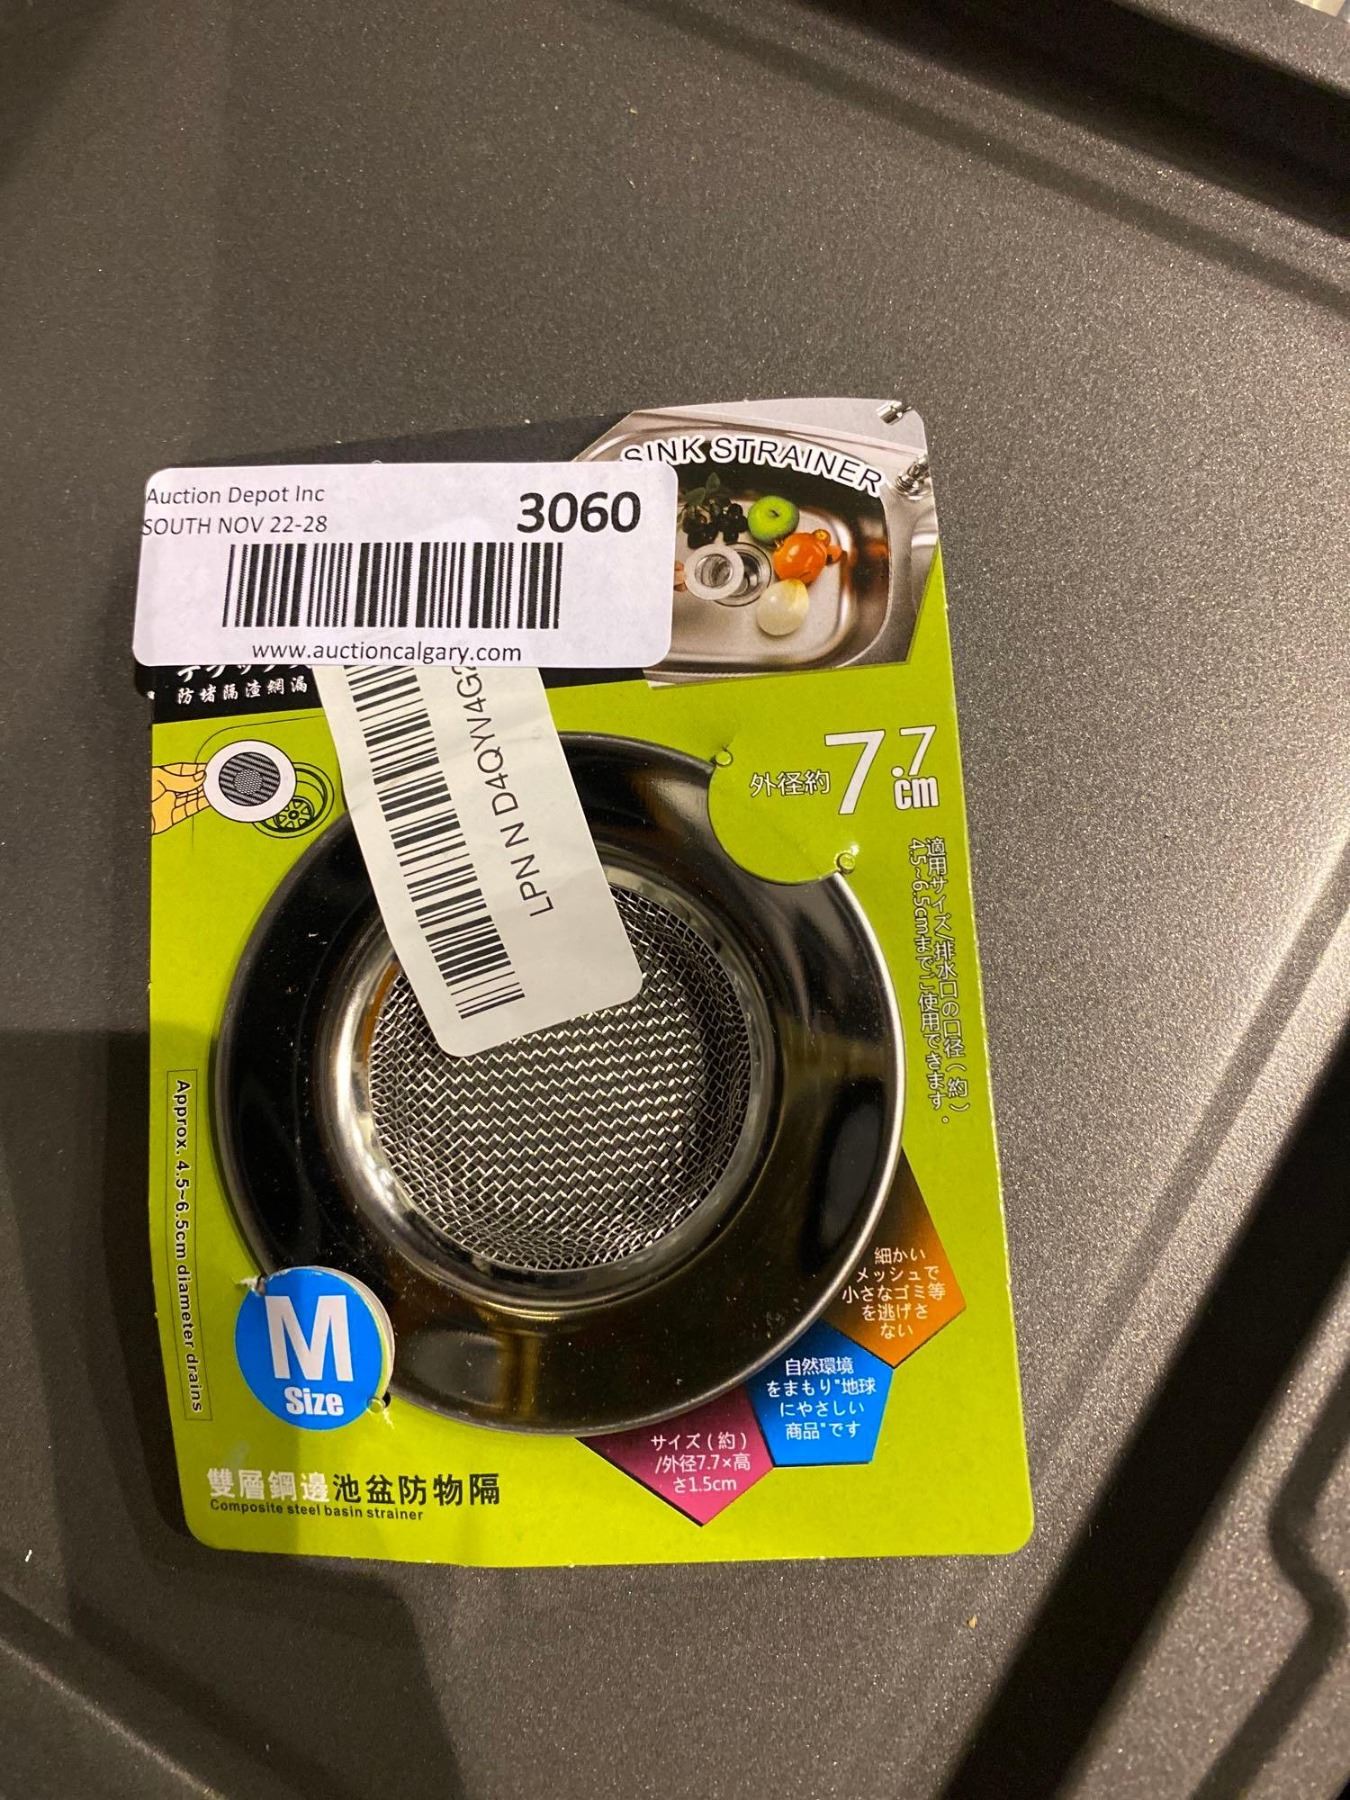 SINK STRAINER
Auction Depot Inc
SOUTH NOV 22-28
3060
www.auctioncalgary.com
防堵隔渣網漏
LPN N D4QYV4G
外径約 7.7cm
適用サイズ/排水口の口径(約)
4.5~6.5cmまでご使用できます.
Approx. 4.5~6.5cm diameter drains
細かい
メッシュで
小さなゴミ等
を逃げさ
ない
自然環境
をまもり"地球
にやさしい
商品"です
サイズ(約)
/外径7.7×高
さ1.5cm
M
Size
雙層鋼邊池盆防物隔
Composite steel basin strainer